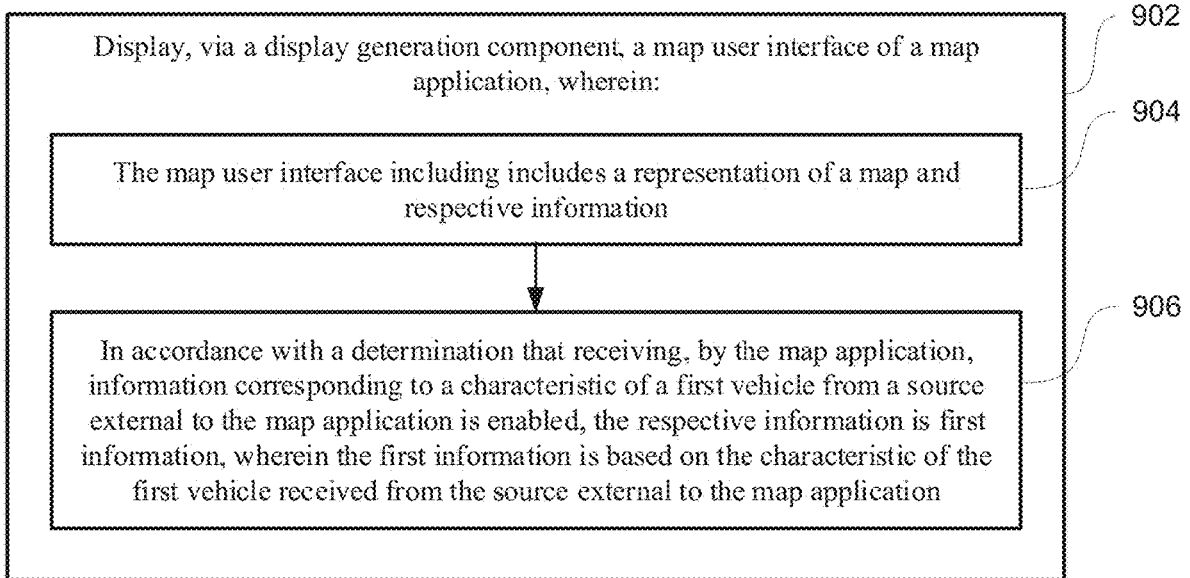 902
Display, via a display generation component, a map user interface of a map
application, wherein:
904
The map user interface including includes a representation of a map and
respective information
906
In accordance with a determination that receiving, by the map application,
information corresponding to a characteristic of a first vehicle from a source
external to the map application is enabled, the respective information is first
information, wherein the first information is based on the characteristic of the
first vehicle received from the source external to the map application